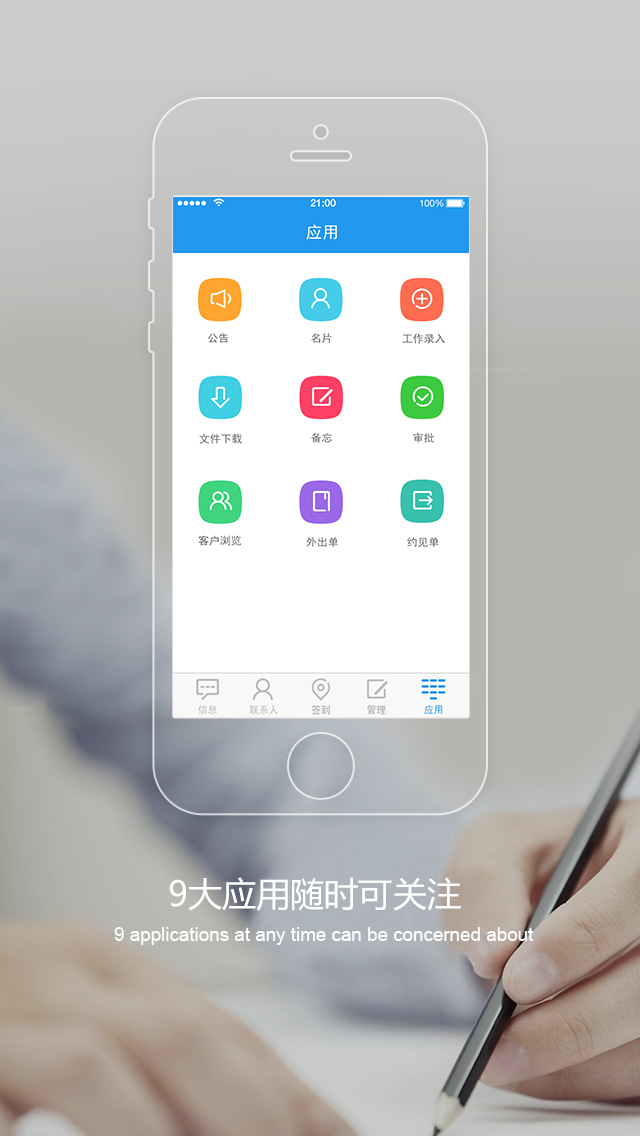 21:00
100%
应用
公告
名片
工作录入
文件下载
备忘
审批
客户浏览
外出单
约见单
信息
联系人
签到
管理
应用
9大应用随时可关注
9 applications at any time can be concerned about